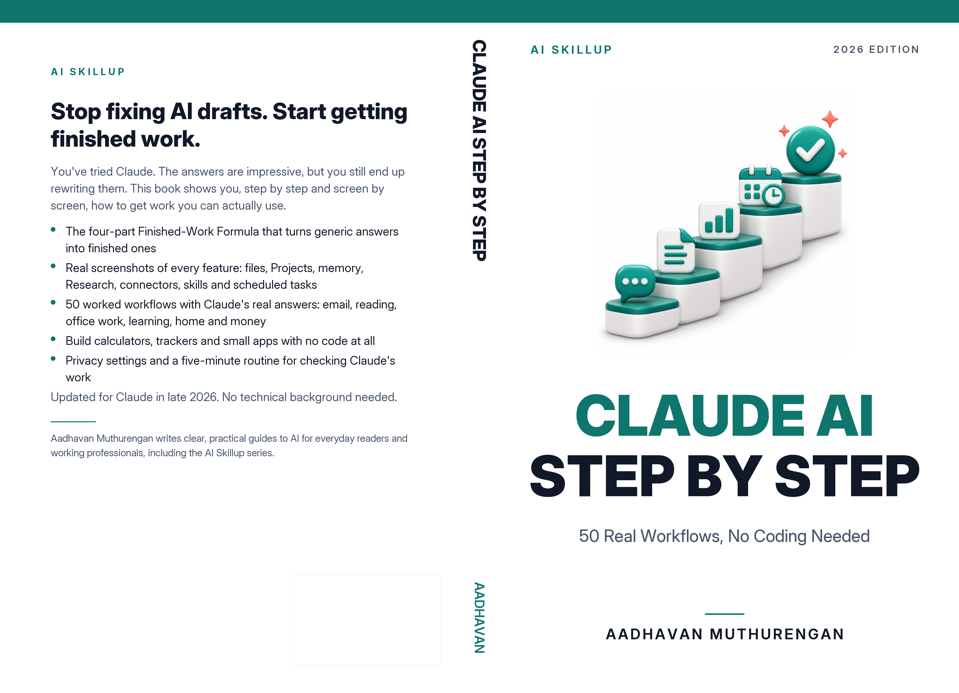 AI SKILLUP
Stop fixing AI drafts. Start getting
finished work.
You've tried Claude. The answers are impressive, but you still end up
rewriting them. This book shows you, step by step and screen by
screen, how to get work you can actually use.
• The four-part Finished-Work Formula that turns generic answers
into finished ones
• Real screenshots of every feature: files, Projects, memory,
Research, connectors, skills and scheduled tasks
• 50 worked workflows with Claude's real answers: email, reading,
office work, learning, home and money
• Build calculators, trackers and small apps with no code at all
• Privacy settings and a five-minute routine for checking Claude's
work
Updated for Claude in late 2026. No technical background needed.
Aadhavan Muthurengan writes clear, practical guides to AI for everyday readers and
working professionals, including the AI Skillup series.
CLAUDE AI STEP BY STEP
AADHAVAN
AI SKILLUP
2026 EDITION
CLAUDE AI
STEP BY STEP
50 Real Workflows, No Coding Needed
AADHAVAN MUTHURENGAN